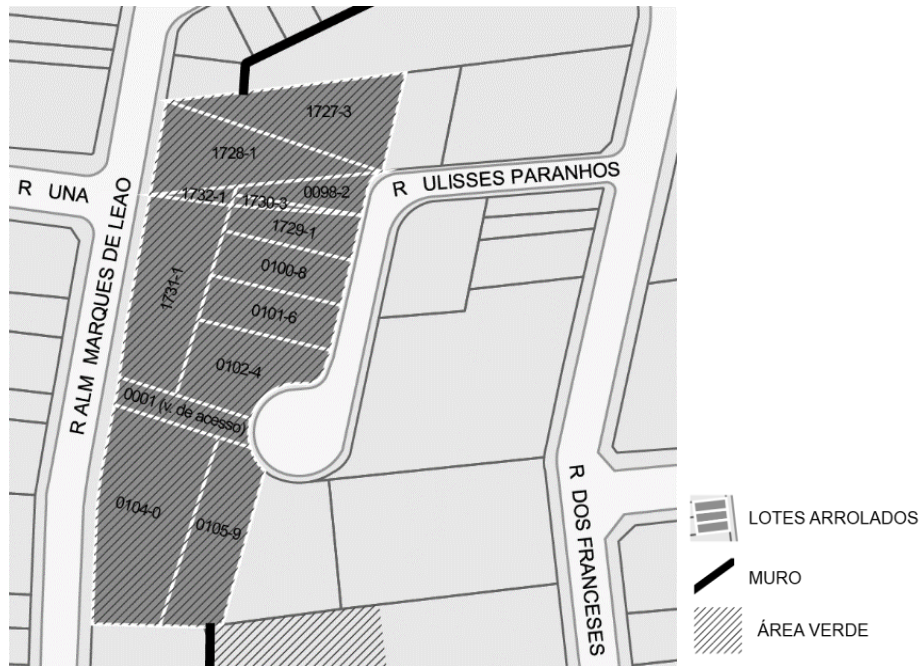 1727-3
1728-1
0098-2
1732-1
1730-3
R UNA
R ULISSES PARANHOS
1729-1
R ALM MARQUES DE LEAO
0100-8
1731-1
0101-6
0102-4
0001 (v. de acesso)
0104-0
0105-9
R DOS FRANCESES
LOTES ARROLADOS
MURO
ÁREA VERDE